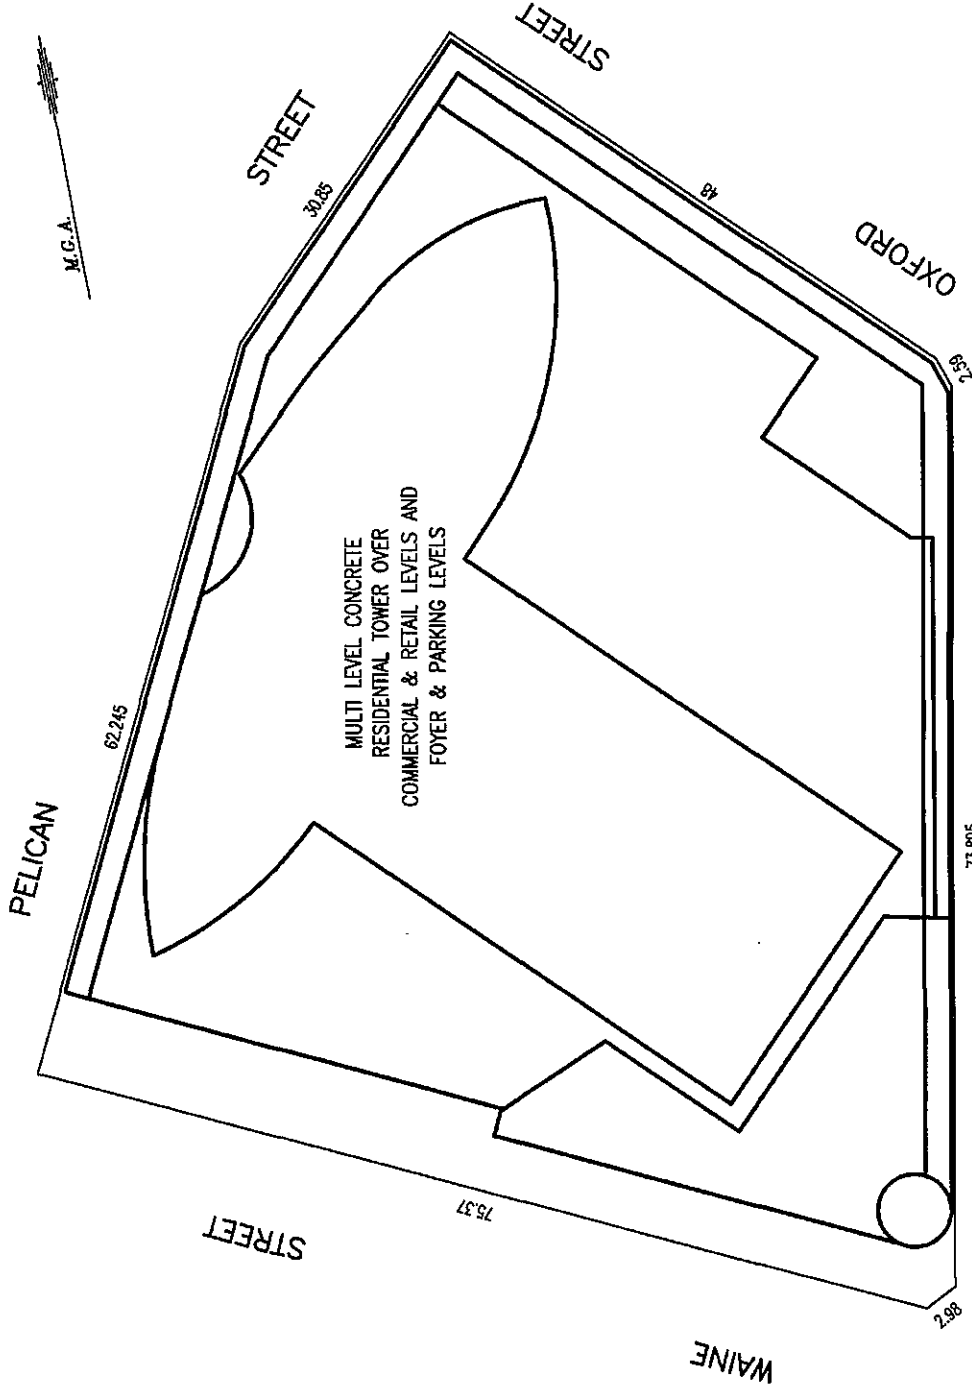 M.G.A.
STREET
STREET
30.85
48
OXFORD
2.59
62.245
PELICAN
MULTI LEVEL CONCRETE
RESIDENTIAL TOWER OVER
COMMERCIAL & RETAIL LEVELS AND
FOYER & PARKING LEVELS
75.37
STREET
WAINE
2.98